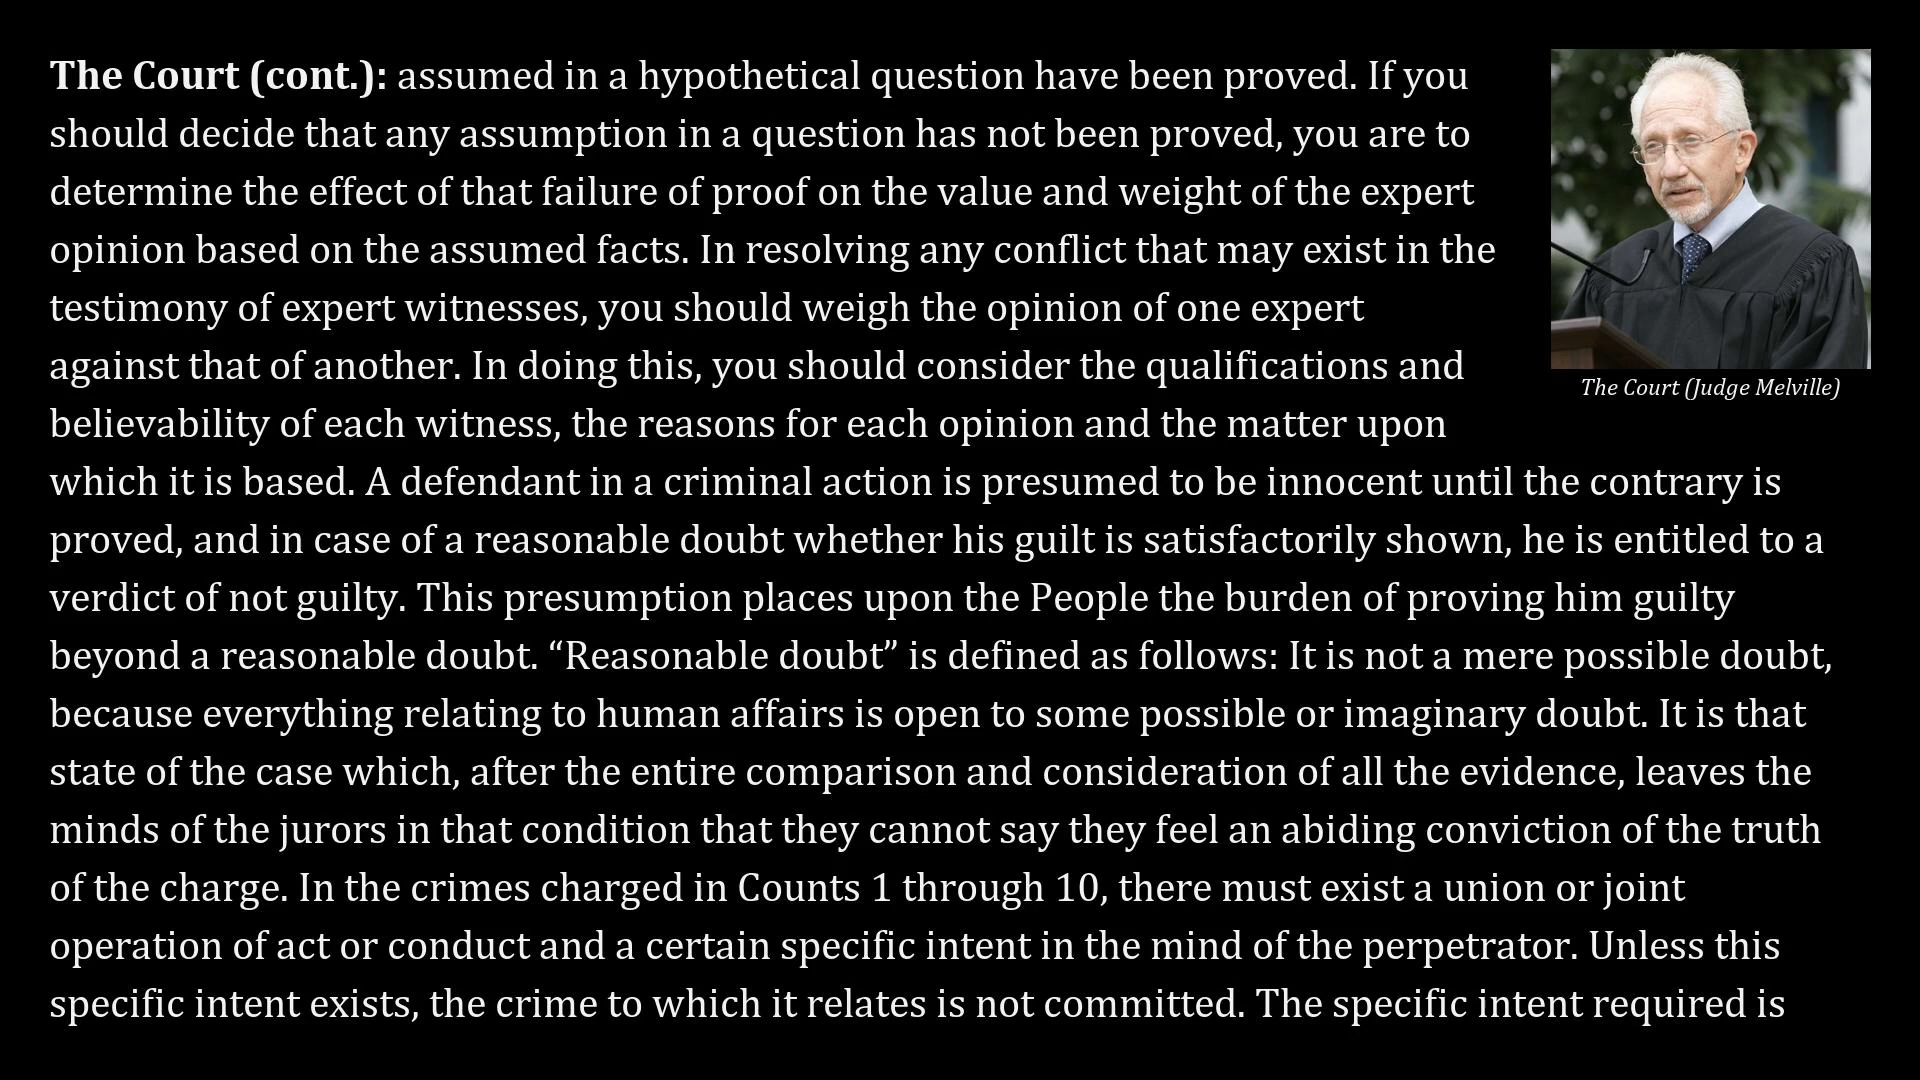 The Court (cont.): assumed in a hypothetical question have been proved. If you
should decide that any assumption in a question has not been proved, you are to
determine the effect of that failure of proof on the value and weight of the expert
opinion based on the assumed facts. In resolving any conflict that may exist in the
testimony of expert witnesses, you should weigh the opinion of one expert
against that of another. In doing this, you should consider the qualifications and
believability of each witness, the reasons for each opinion and the matter upon
which it is based. A defendant in a criminal action is presumed to be innocent until the contrary is
proved, and in case of a reasonable doubt whether his guilt is satisfactorily shown, he is entitled to a
verdict of not guilty. This presumption places upon the People the burden of proving him guilty
beyond a reasonable doubt. “Reasonable doubt” is defined as follows: It is not a mere possible doubt,
because everything relating to human affairs is open to some possible or imaginary doubt. It is that
state of the case which, after the entire comparison and consideration of all the evidence, leaves the
minds of the jurors in that condition that they cannot say they feel an abiding conviction of the truth
of the charge. In the crimes charged in Counts 1 through 10, there must exist a union or joint
operation of act or conduct and a certain specific intent in the mind of the perpetrator. Unless this
specific intent exists, the crime to which it relates is not committed. The specific intent required is
The Court (Judge Melville)